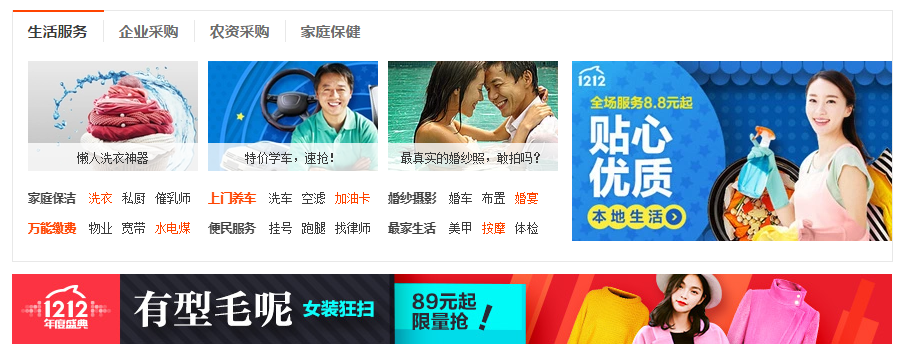 生活服务 企业采购 农资采购 家庭保健
懒人洗衣神器
特价学车，速抢！
最真实的婚纱照，敢拍吗？
家庭保洁 洗衣 私厨 催乳师
万能缴费 物业 宽带 水电煤
上门养车 洗车 空滤 加油卡
便民服务 挂号 跑腿 找律师
婚纱摄影 婚车 布置 婚宴
最家生活 美甲 按摩 体检
1212
全场服务8.8元起
贴心
优质
本地生活
1212
年度盛典
有型毛呢 女装狂扫
89元起
限量抢！